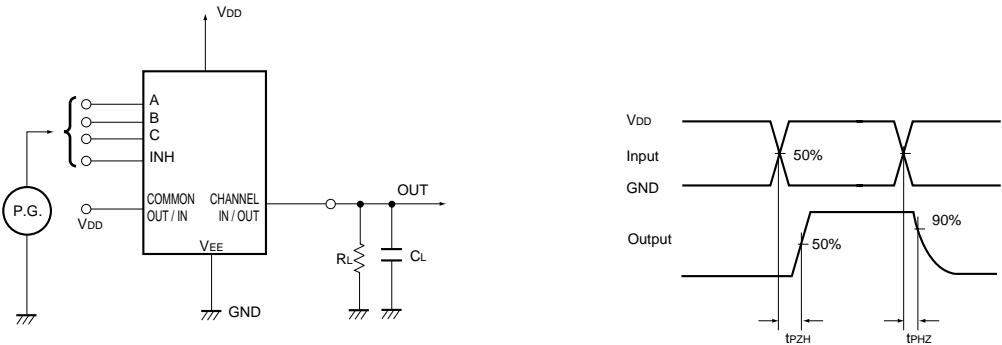 VDD
A
B
C
INH
P.G.
VDD
COMMON
OUT / IN
CHANNEL
IN / OUT
VEE
GND
OUT
RL
CL
VDD
Input
GND
50%
Output
50%
90%
tPZH
tPHZ